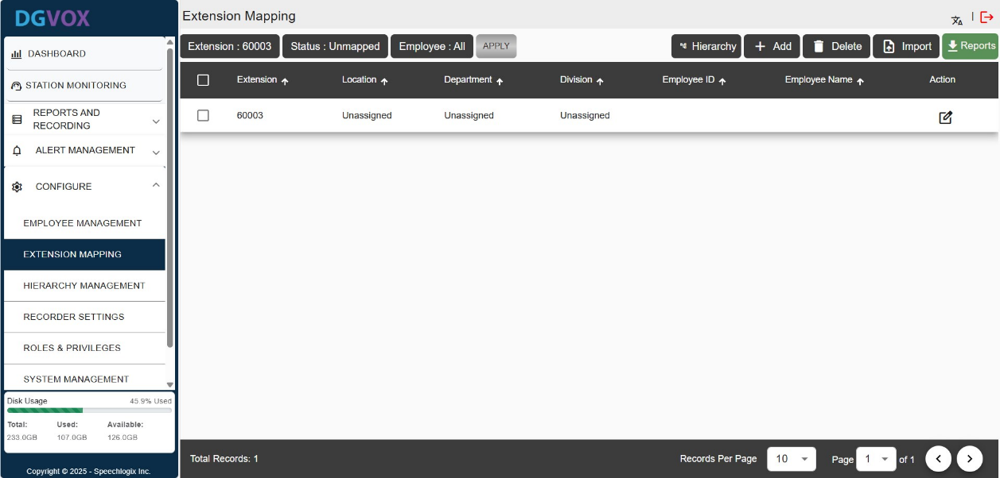 DGVOX
DASHBOARD
STATION MONITORING
REPORTS AND
RECORDING
ALERT MANAGEMENT
CONFIGURE
EMPLOYEE MANAGEMENT
EXTENSION MAPPING
HIERARCHY MANAGEMENT
RECORDER SETTINGS
ROLES & PRIVILEGES
SYSTEM MANAGEMENT
Disk Usage 45.9% Used
Total: Used: Available:
233.0GB 107.0GB 126.0GB
Copyright © 2025 - Speechlogix Inc.
Extension Mapping
Extension : 60003 Status : Unmapped Employee : All APPLY Hierarchy Add Delete Import Reports
Extension Location Department Division Employee ID Employee Name Action
60003 Unassigned Unassigned Unassigned
Total Records: 1 Records Per Page 10 Page 1 of 1